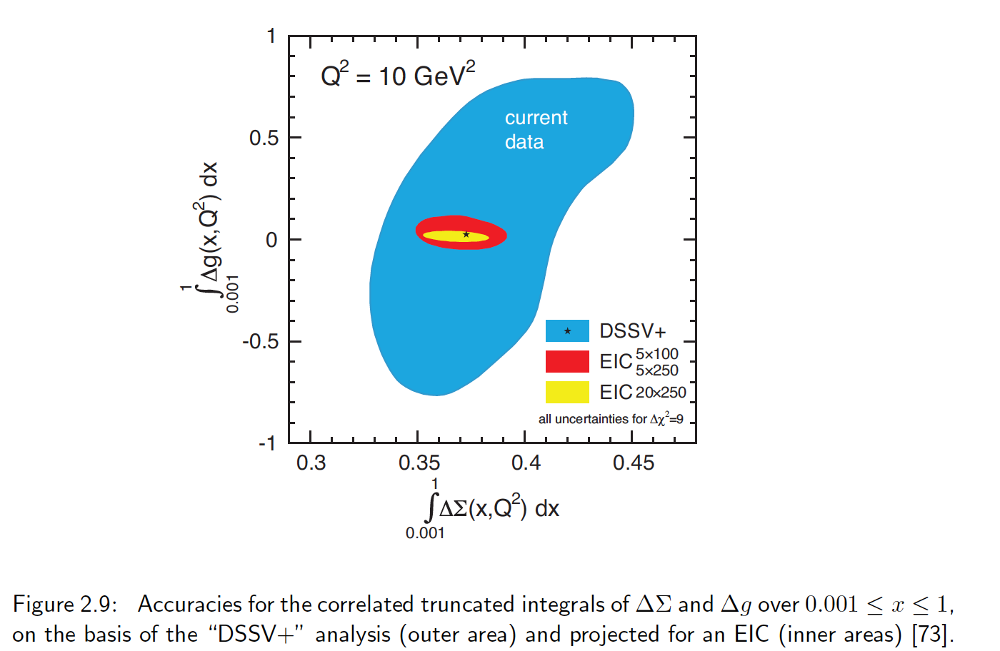 Q² = 10 GeV²
current
data
1
0.5
0
-0.5
-1
∫ 1 0.001 Δg(x,Q²) dx
DSSV+
EIC 5×100
5×250
EIC 20×250
all uncertainties for Δχ²=9
0.3 0.35 0.4 0.45
1
∫ΔΣ(x,Q²) dx
0.001
Figure 2.9: Accuracies for the correlated truncated integrals of ΔΣ and Δg over 0.001 ≤ x ≤ 1,
on the basis of the “DSSV+” analysis (outer area) and projected for an EIC (inner areas) [73].